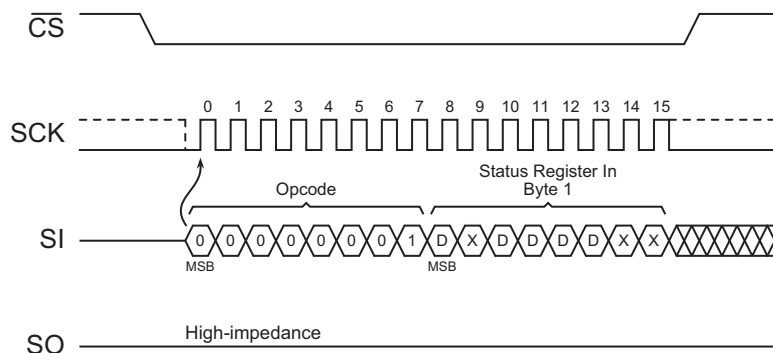 CS
0 1 2 3 4 5 6 7 8 9 10 11 12 13 14 15
SCK
Opcode
Status Register In
Byte 1
SI
0 0 0 0 0 0 0 1 D X D D D D X X
MSB MSB
High-impedance
SO